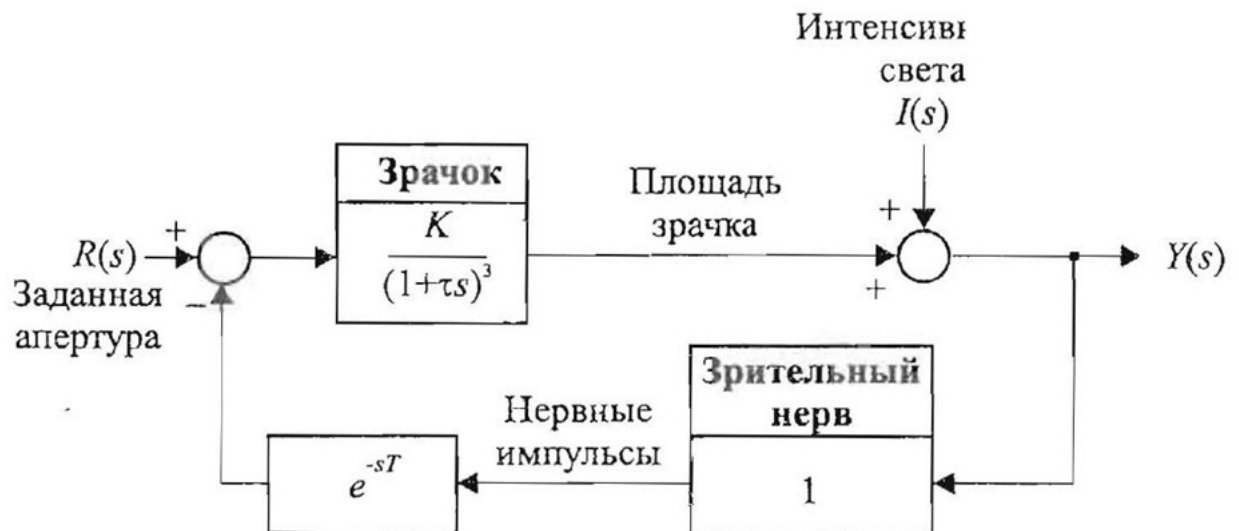 Интенсивн
света
I(s)
Зрачок
K
(1+τs)³
Площадь
зрачка
+
+
+
R(s)
Заданная
апертура
−
Y(s)
Зрительный
нерв
1
Нервные
импульсы
e^{-sT}